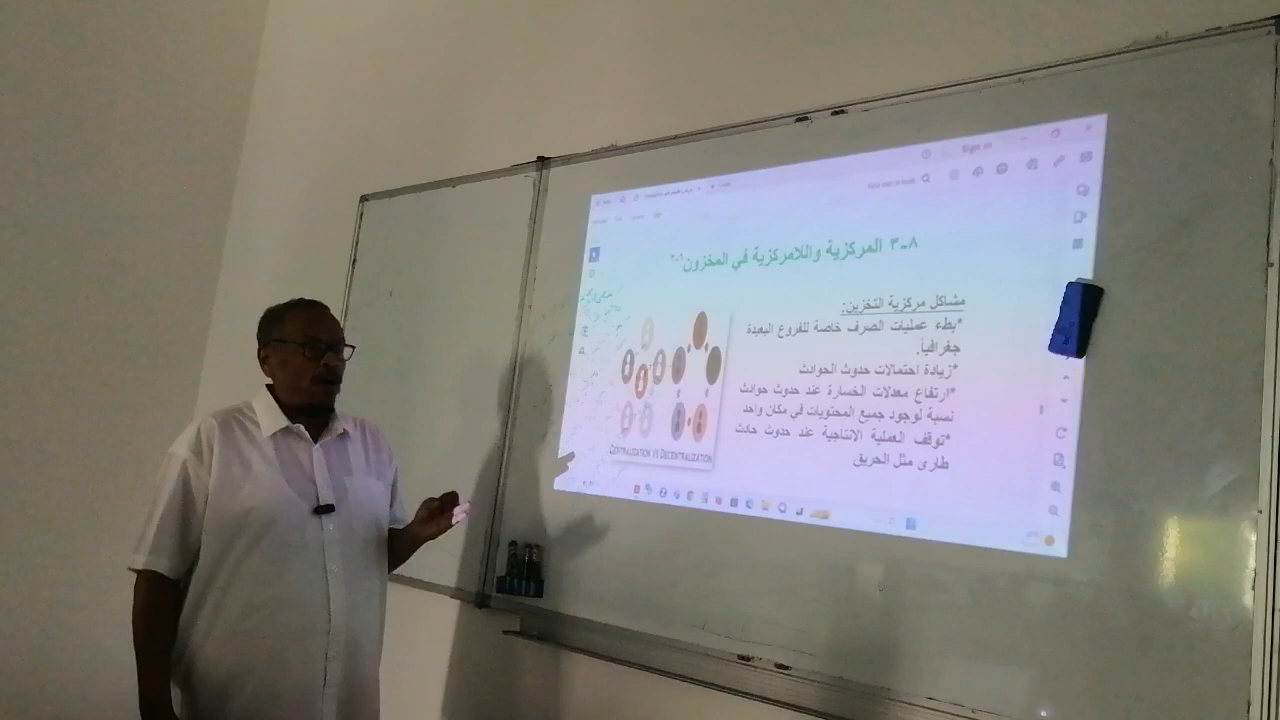 Sign in
٣-٨ المركزية واللامركزية في المخزون
مشاكل مركزية التخزين:
*بطء عمليات الصرف خاصة للفروع البعيدة
جغرافياً.
*زيادة احتمالات حدوث الحوادث
*ارتفاع معدلات الخسارة عند حدوث حوادث
نسبة لوجود جميع المحتويات في مكان واحد
*توقف العملية الانتاجية عند حدوث حادث
طارئ مثل الحريق
CENTRALIZATION VS DECENTRALIZATION